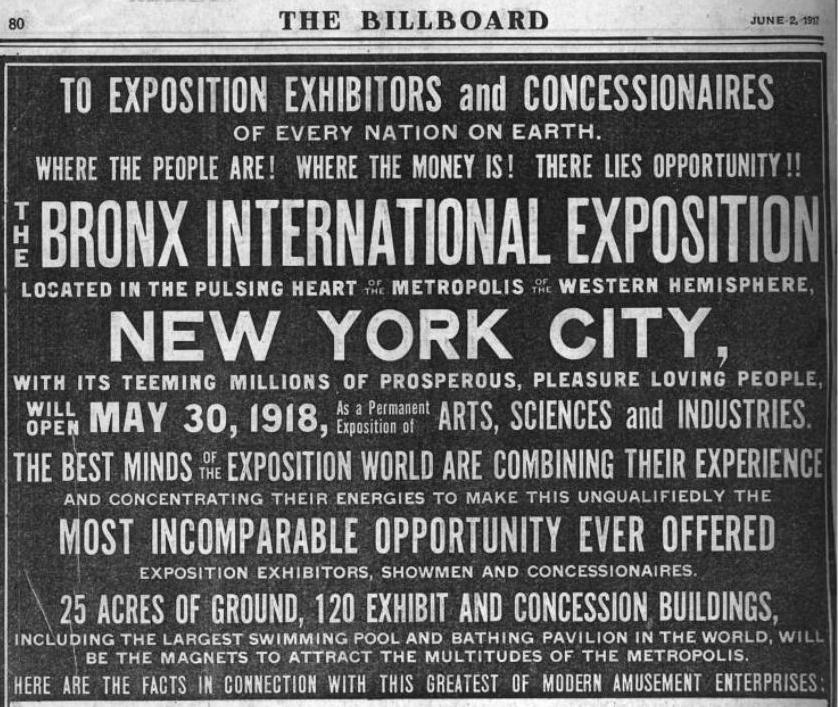 80 THE BILLBOARD JUNE 2, 1917
TO EXPOSITION EXHIBITORS and CONCESSIONAIRES
OF EVERY NATION ON EARTH.
WHERE THE PEOPLE ARE! WHERE THE MONEY IS! THERE LIES OPPORTUNITY!!
THE BRONX INTERNATIONAL EXPOSITION
LOCATED IN THE PULSING HEART OF THE METROPOLIS OF THE WESTERN HEMISPHERE,
NEW YORK CITY,
WITH ITS TEEMING MILLIONS OF PROSPEROUS, PLEASURE LOVING PEOPLE,
WILL OPEN MAY 30, 1918, As a Permanent Exposition of ARTS, SCIENCES and INDUSTRIES.
THE BEST MINDS OF THE EXPOSITION WORLD ARE COMBINING THEIR EXPERIENCE
AND CONCENTRATING THEIR ENERGIES TO MAKE THIS UNQUALIFIEDLY THE
MOST INCOMPARABLE OPPORTUNITY EVER OFFERED
EXPOSITION EXHIBITORS, SHOWMEN AND CONCESSIONAIRES.
25 ACRES OF GROUND, 120 EXHIBIT AND CONCESSION BUILDINGS,
INCLUDING THE LARGEST SWIMMING POOL AND BATHING PAVILION IN THE WORLD, WILL
BE THE MAGNETS TO ATTRACT THE MULTITUDES OF THE METROPOLIS.
HERE ARE THE FACTS IN CONNECTION WITH THIS GREATEST OF MODERN AMUSEMENT ENTERPRISES: